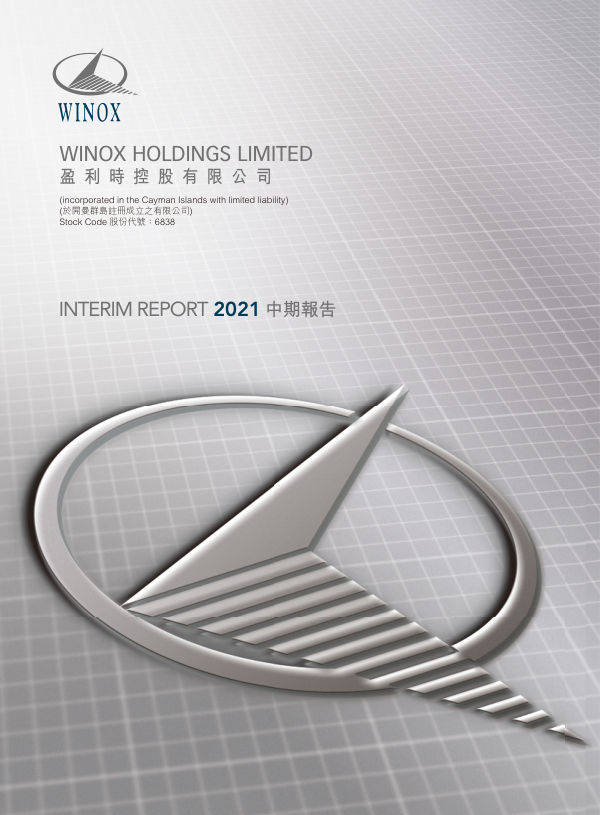 WINOX
WINOX HOLDINGS LIMITED
盈利時控股有限公司
(incorporated in the Cayman Islands with limited liability)
(於開曼群島註冊成立之有限公司)
Stock Code 股份代號：6838
INTERIM REPORT 2021 中期報告